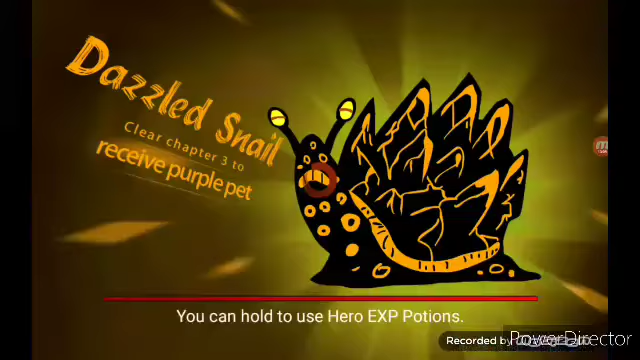 Dazzled Snail
Clear chapter 3 to
receive purple pet
You can hold to use Hero EXP Potions.
Recorded by
PowerDirector